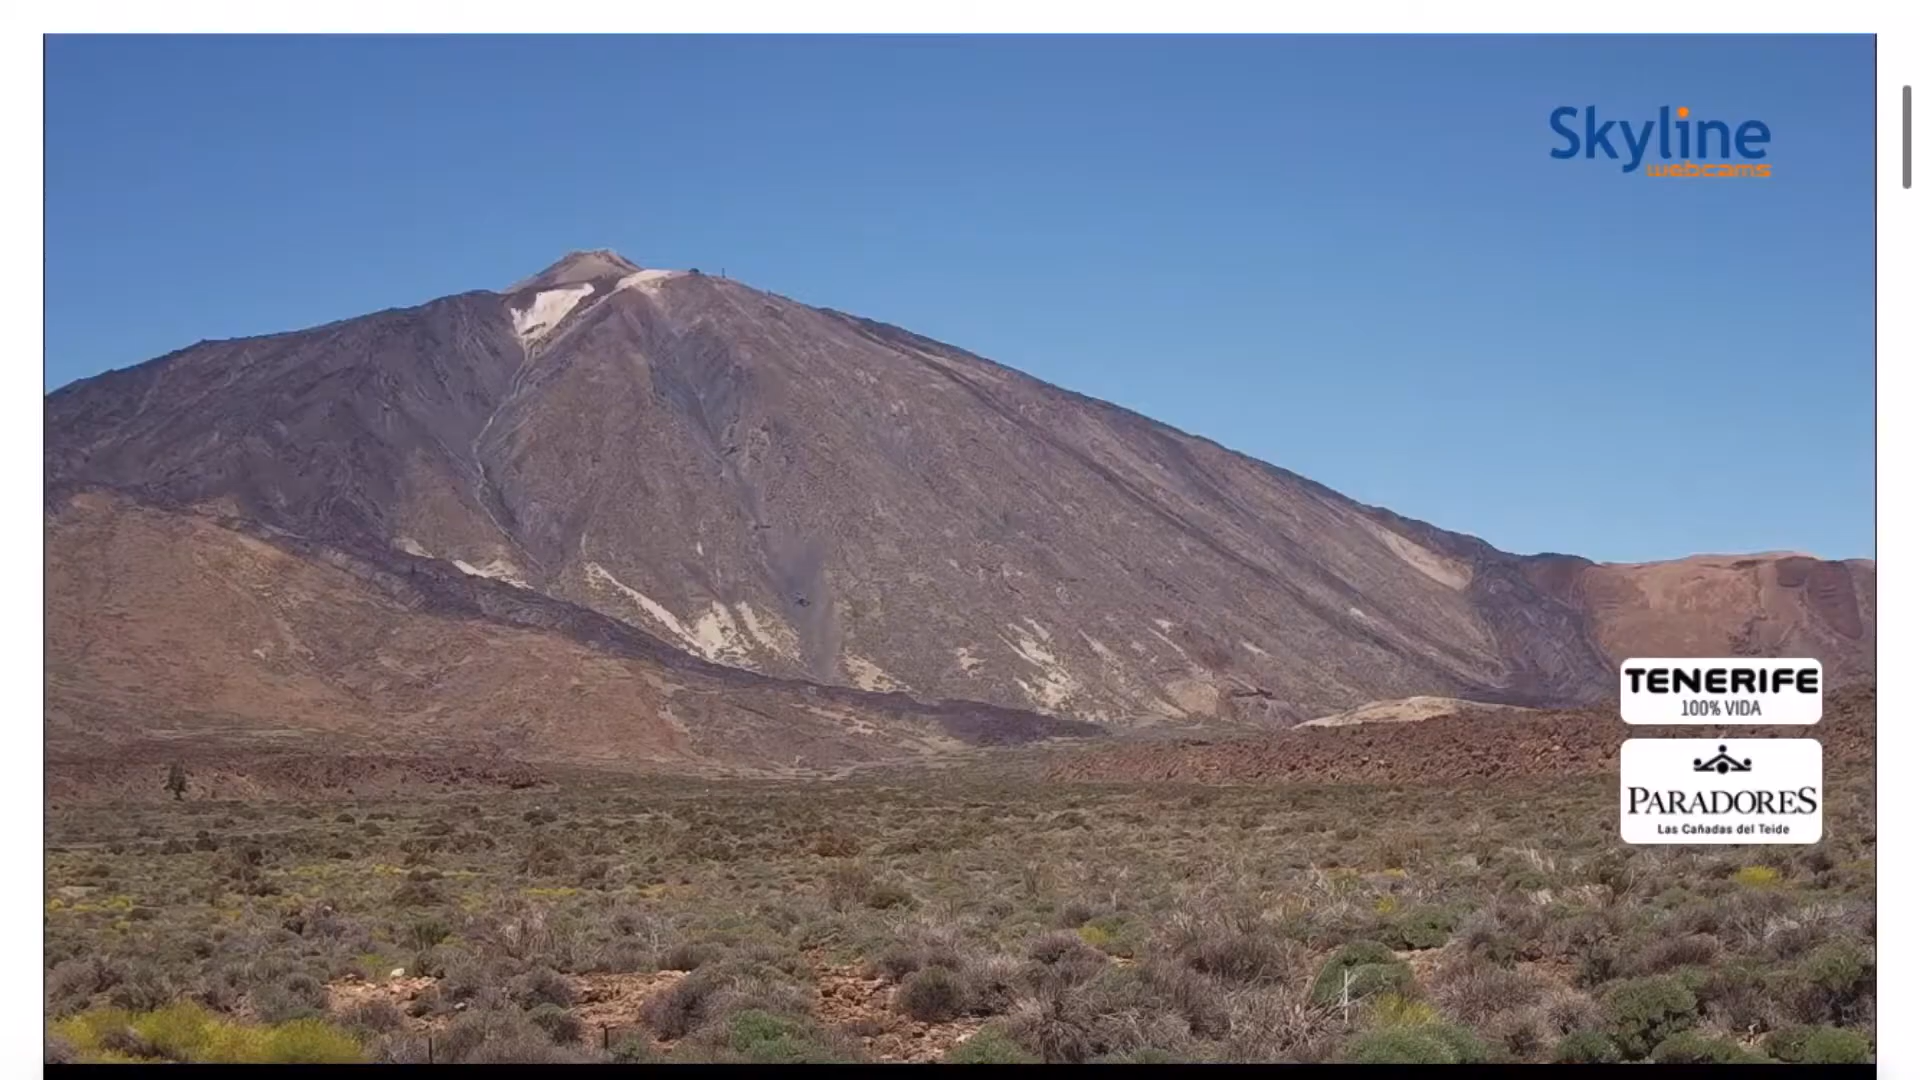 Skyline
webcams
TENERIFE
100% VIDA
PARADORES
Las Cañadas del Teide